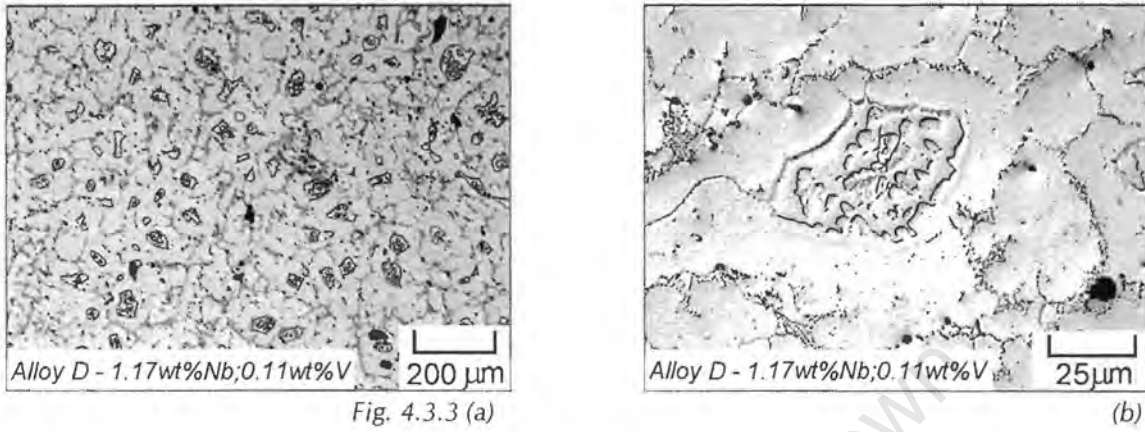 Alloy D - 1.17wt%Nb;0.11wt%V
200 µm
Fig. 4.3.3 (a)
Alloy D - 1.17wt%Nb;0.11wt%V
25µm
(b)